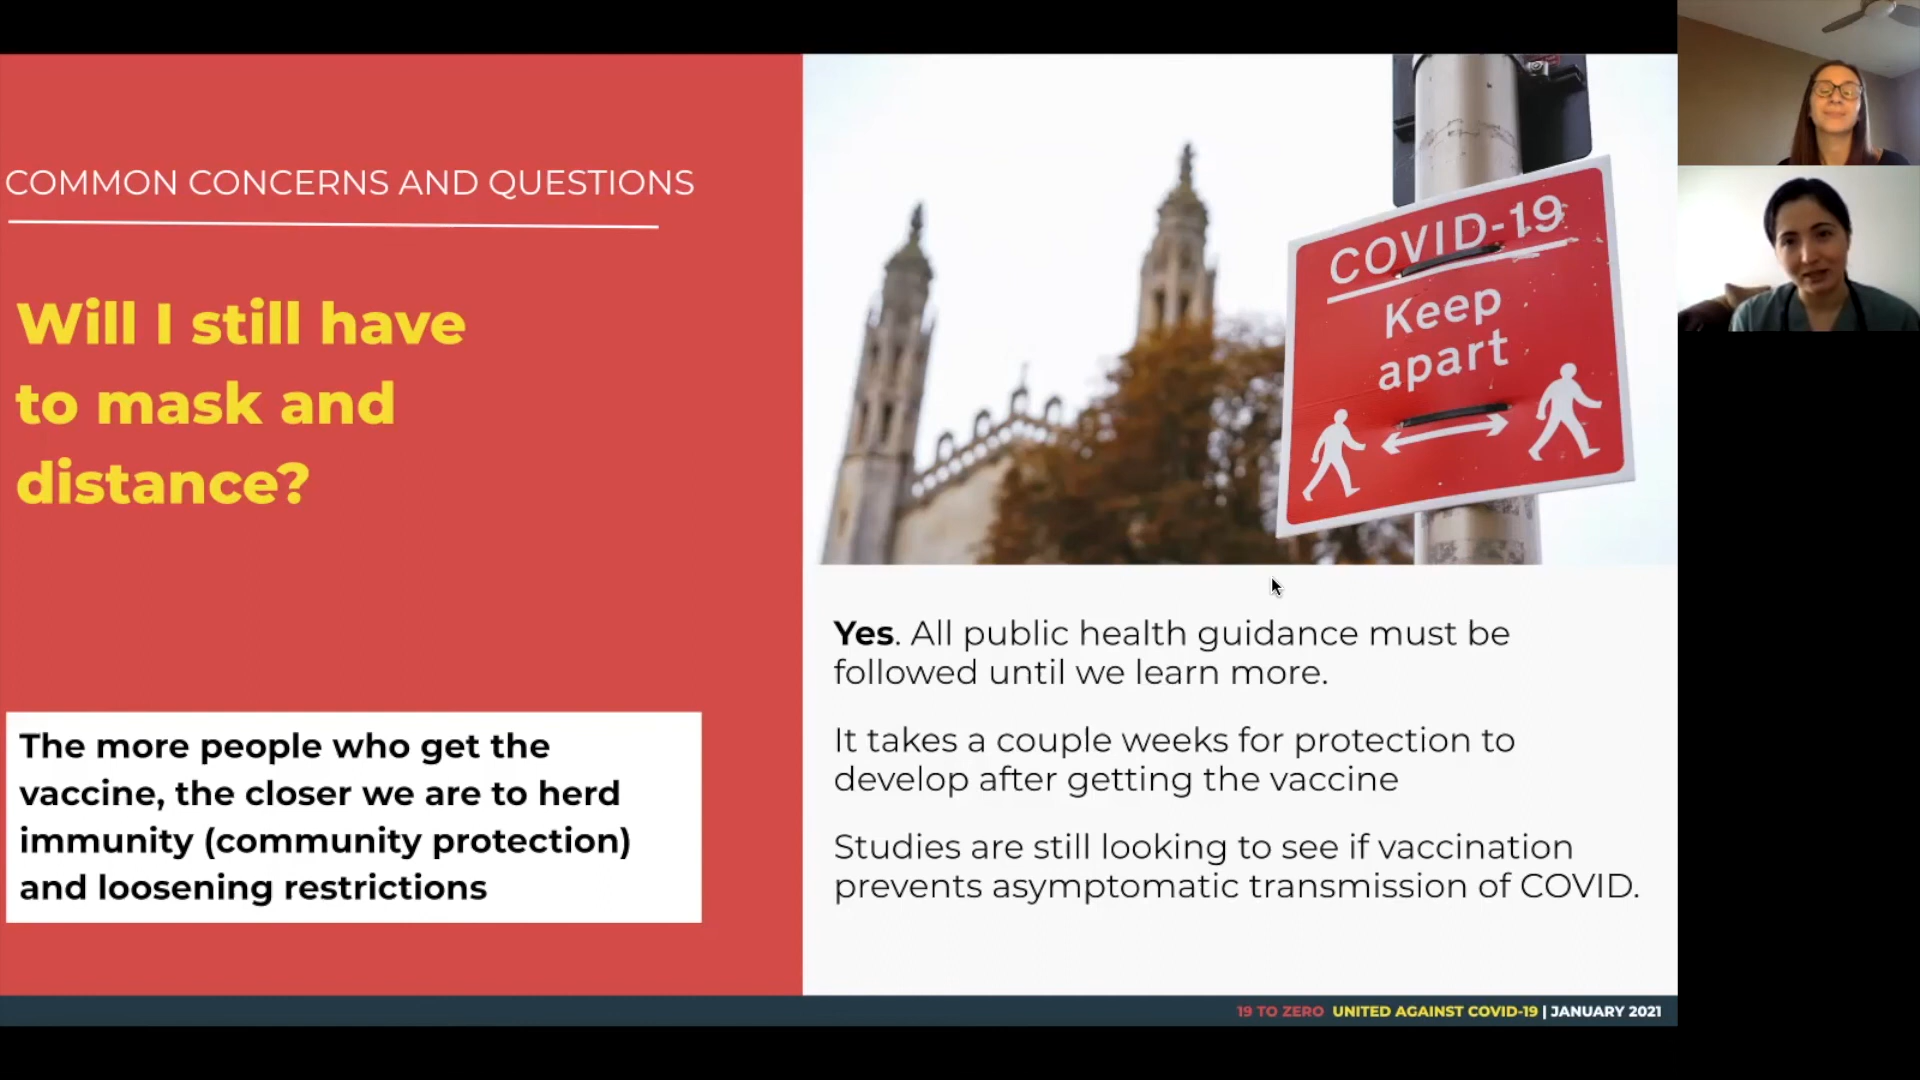 COMMON CONCERNS AND QUESTIONS
Will I still have
to mask and
distance?
The more people who get the
vaccine, the closer we are to herd
immunity (community protection)
and loosening restrictions
COVID-19
Keep
apart
Yes. All public health guidance must be
followed until we learn more.
It takes a couple weeks for protection to
develop after getting the vaccine
Studies are still looking to see if vaccination
prevents asymptomatic transmission of COVID.
19 TO ZERO UNITED AGAINST COVID-19 | JANUARY 2021